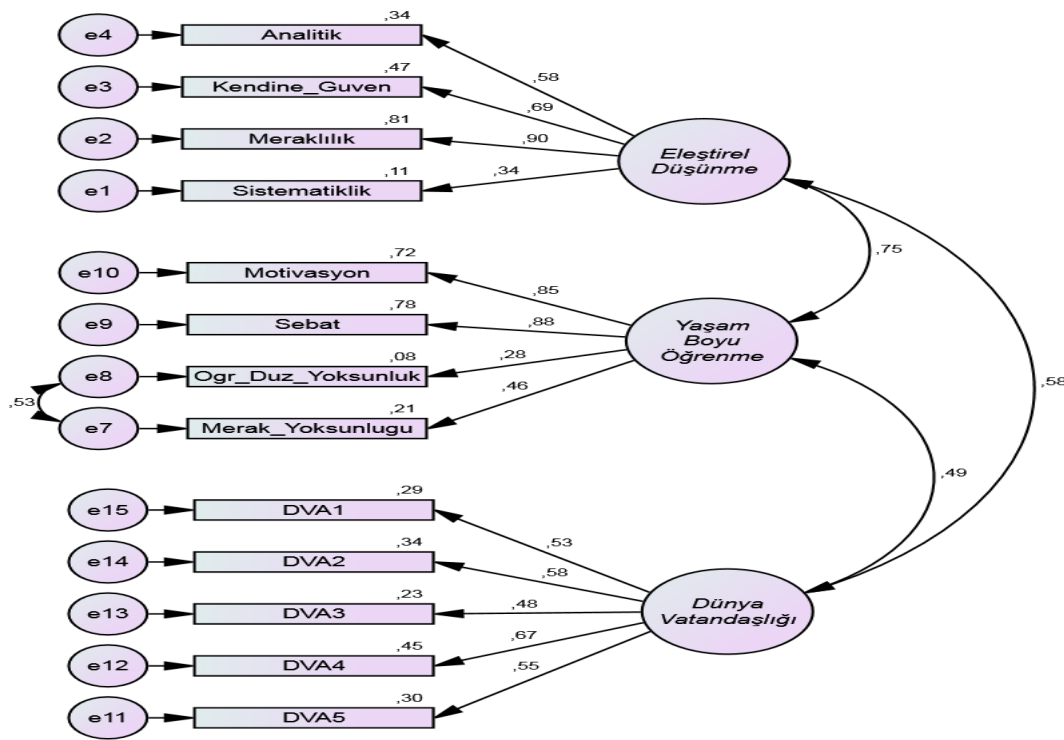 ,34
e4
Analitik
,58
,47
e3
Kendine_Guven
,69
,81
e2
Meraklılık
,90
,11
e1
Sistematiklik
,34
Eleştirel
Düşünme
,75
,58
,72
e10
Motivasyon
,85
,78
e9
Sebat
,88
,08
e8
Ogr_Duz_Yoksunluk
,28
,53
,21
e7
Merak_Yoksunlugu
,46
Yaşam
Boyu
Öğrenme
,49
,29
e15
DVA1
,53
,34
e14
DVA2
,58
,23
e13
DVA3
,48
,45
e12
DVA4
,67
,30
e11
DVA5
,55
Dünya
Vatandaşlığı